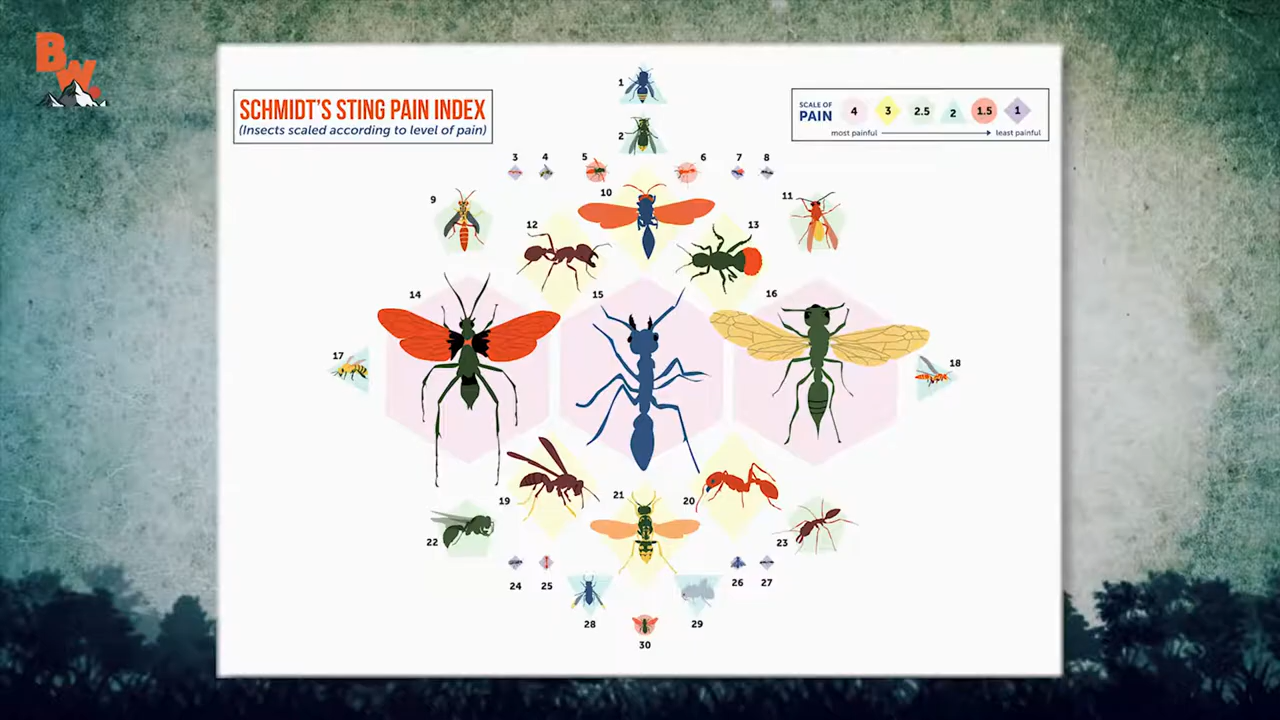 BW.
SCHMIDT'S STING PAIN INDEX
(Insects scaled according to level of pain)
SCALE OF
PAIN
4 3 2.5 2 1.5 1
most painful least painful
1
2
3 4 5 6 7 8
9 10 11
12 13
14 15 16
17 18
19 21 20
22 23
24 25 26 27
28 29
30